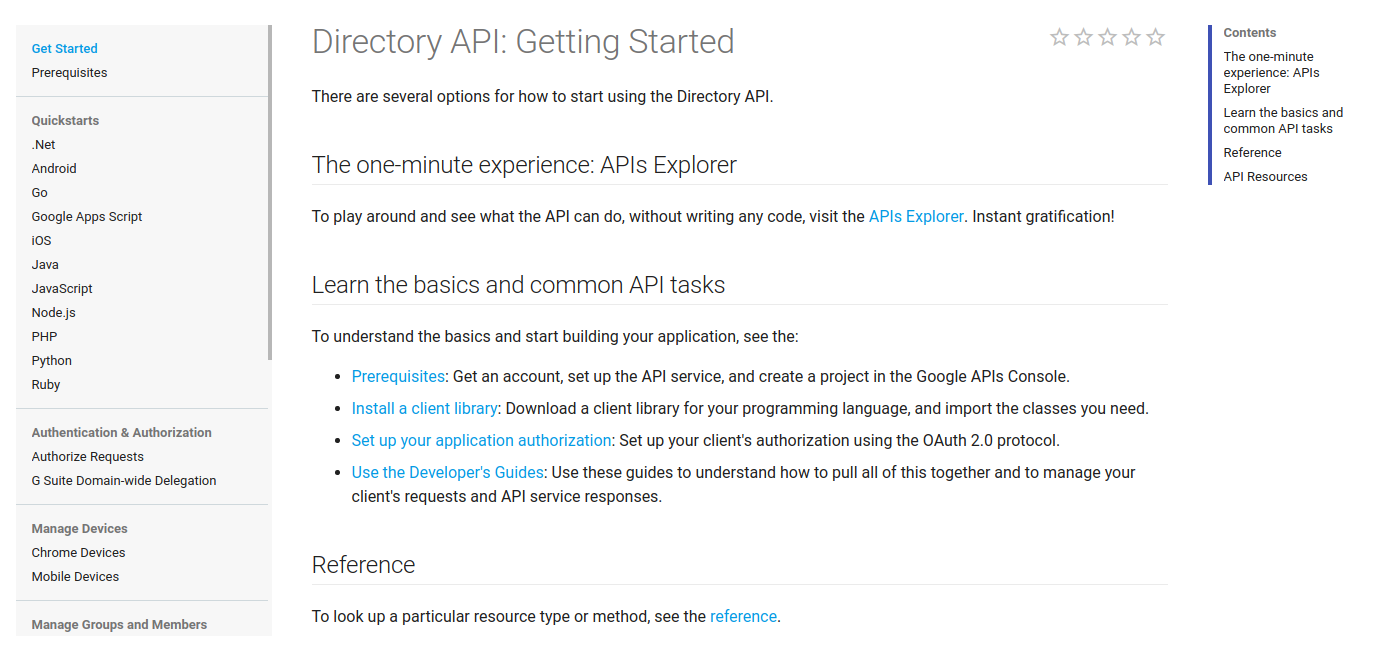 Get Started
Prerequisites
Quickstarts
.Net
Android
Go
Google Apps Script
iOS
Java
JavaScript
Node.js
PHP
Python
Ruby
Authentication & Authorization
Authorize Requests
G Suite Domain-wide Delegation
Manage Devices
Chrome Devices
Mobile Devices
Manage Groups and Members
Directory API: Getting Started
There are several options for how to start using the Directory API.
The one-minute experience: APIs Explorer
To play around and see what the API can do, without writing any code, visit the APIs Explorer. Instant gratification!
Learn the basics and common API tasks
To understand the basics and start building your application, see the:
• Prerequisites: Get an account, set up the API service, and create a project in the Google APIs Console.
• Install a client library: Download a client library for your programming language, and import the classes you need.
• Set up your application authorization: Set up your client's authorization using the OAuth 2.0 protocol.
• Use the Developer's Guides: Use these guides to understand how to pull all of this together and to manage your
client's requests and API service responses.
Reference
To look up a particular resource type or method, see the reference.
Contents
The one-minute
experience: APIs
Explorer
Learn the basics and
common API tasks
Reference
API Resources